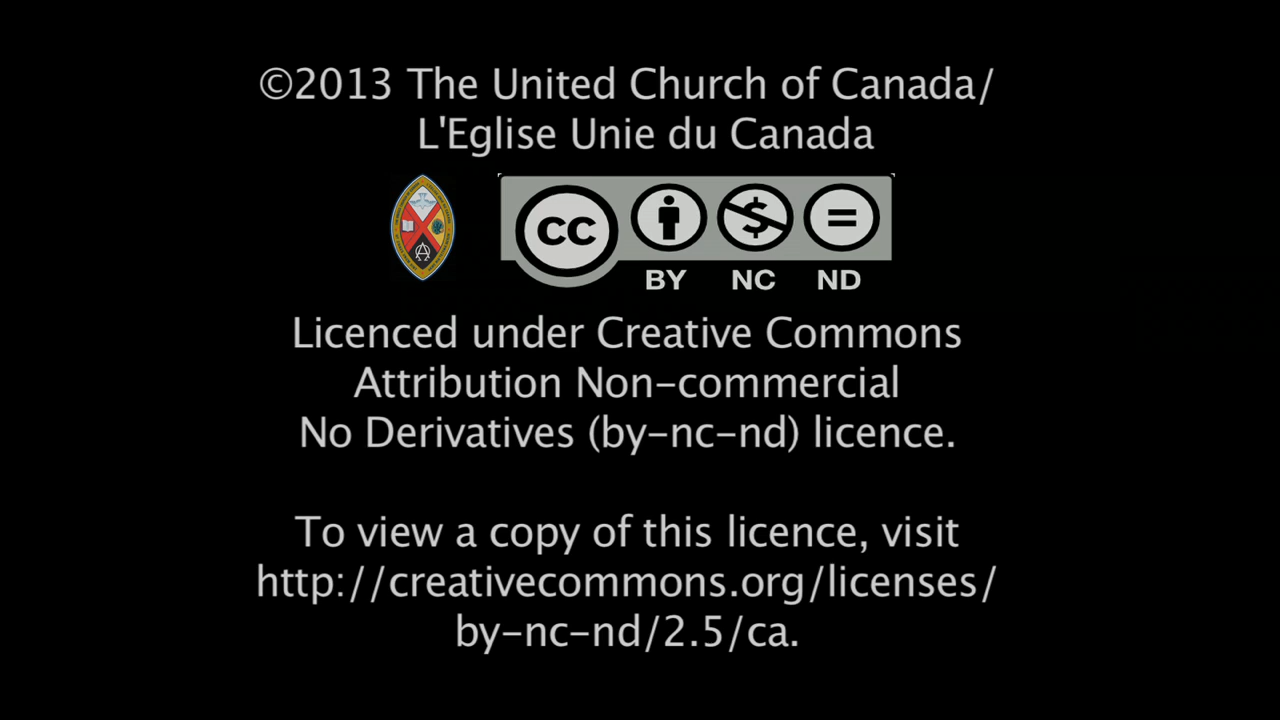 ©2013 The United Church of Canada/
L'Eglise Unie du Canada
CC BY NC ND
Licenced under Creative Commons
Attribution Non-commercial
No Derivatives (by-nc-nd) licence.
To view a copy of this licence, visit
http://creativecommons.org/licenses/
by-nc-nd/2.5/ca.